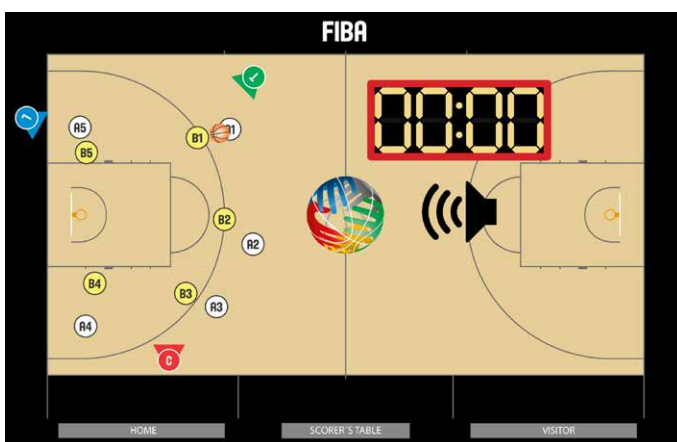 FIBA
00:00
T
L
A5
B1
A1
B5
B2
A2
B4
B3
A3
A4
C
HOME
SCORER'S TABLE
VISITOR